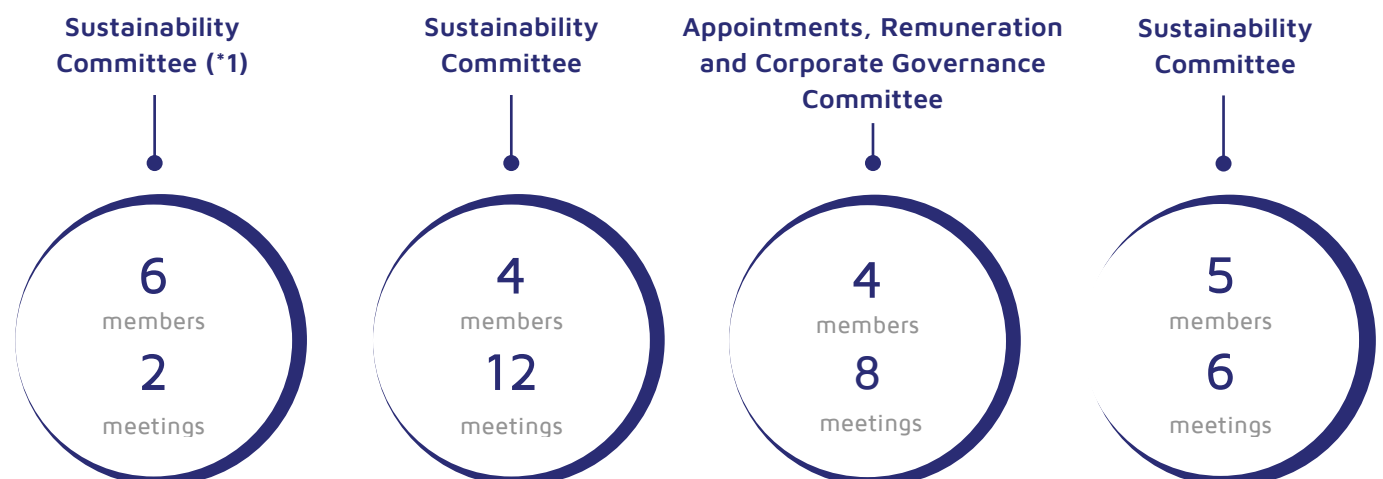 Sustainability
Committee (*1)
6
members
2
meetings
Sustainability
Committee
4
members
12
meetings
Appointments, Remuneration
and Corporate Governance
Committee
4
members
8
meetings
Sustainability
Committee
5
members
6
meetings